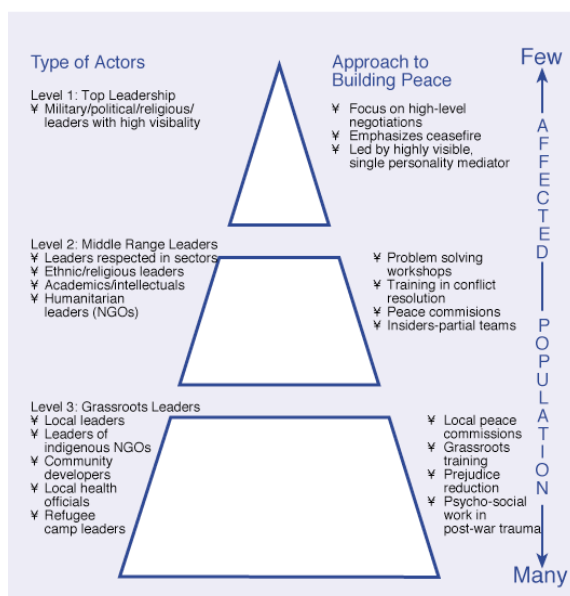 Type of Actors
Level 1: Top Leadership
¥ Military/political/religious/
leaders with high visibality
Approach to
Building Peace
¥ Focus on high-level
negotiations
¥ Emphasizes ceasefire
¥ Led by highly visible,
single personality mediator
Level 2: Middle Range Leaders
¥ Leaders respected in sectors
¥ Ethnic/religious leaders
¥ Academics/intellectuals
¥ Humanitarian
leaders (NGOs)
¥ Problem solving
workshops
¥ Training in conflict
resolution
¥ Peace commisions
¥ Insiders-partial teams
Level 3: Grassroots Leaders
¥ Local leaders
¥ Leaders of
indigenous NGOs
¥ Community
developers
¥ Local health
officials
¥ Refugee
camp leaders
¥ Local peace
commissions
¥ Grassroots
training
¥ Prejudice
reduction
¥ Psycho-social
work in
post-war trauma
Few
AFFECTED POPULATION
Many